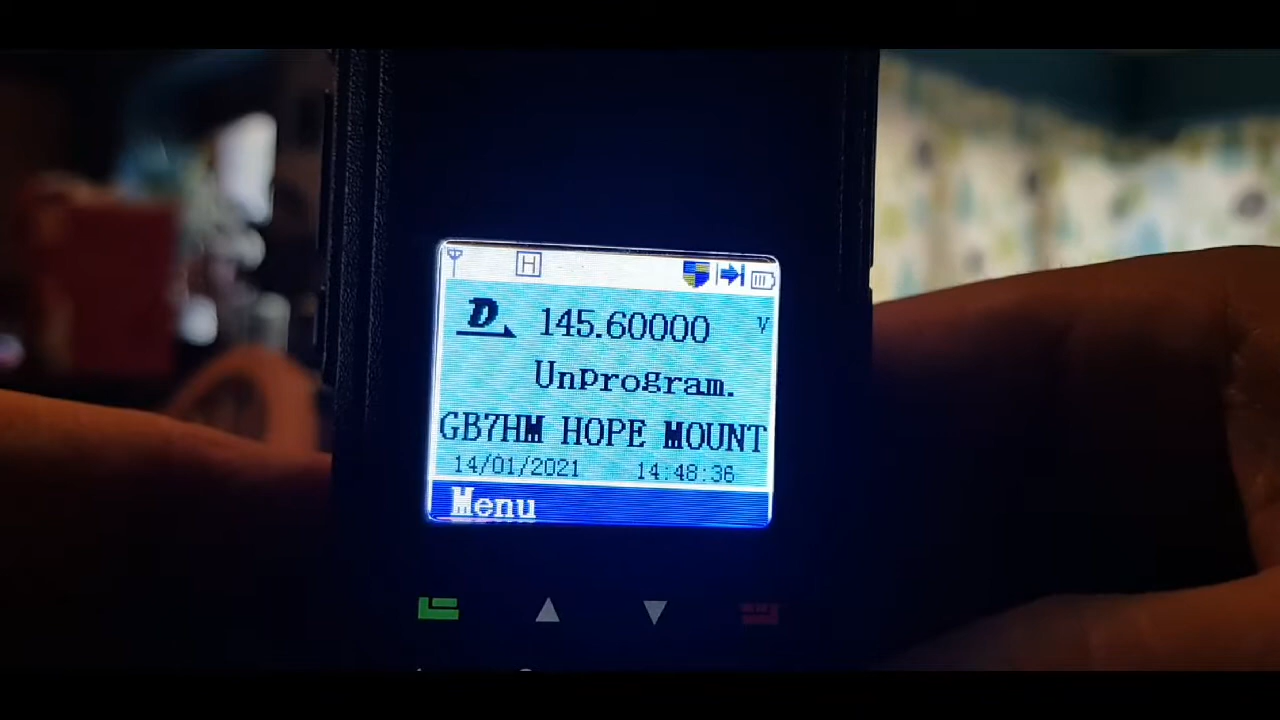 H
D 145.60000 V
UnProgram.
GB7HM HOPE MOUNT
14/01/2021 14:48:36
Menu